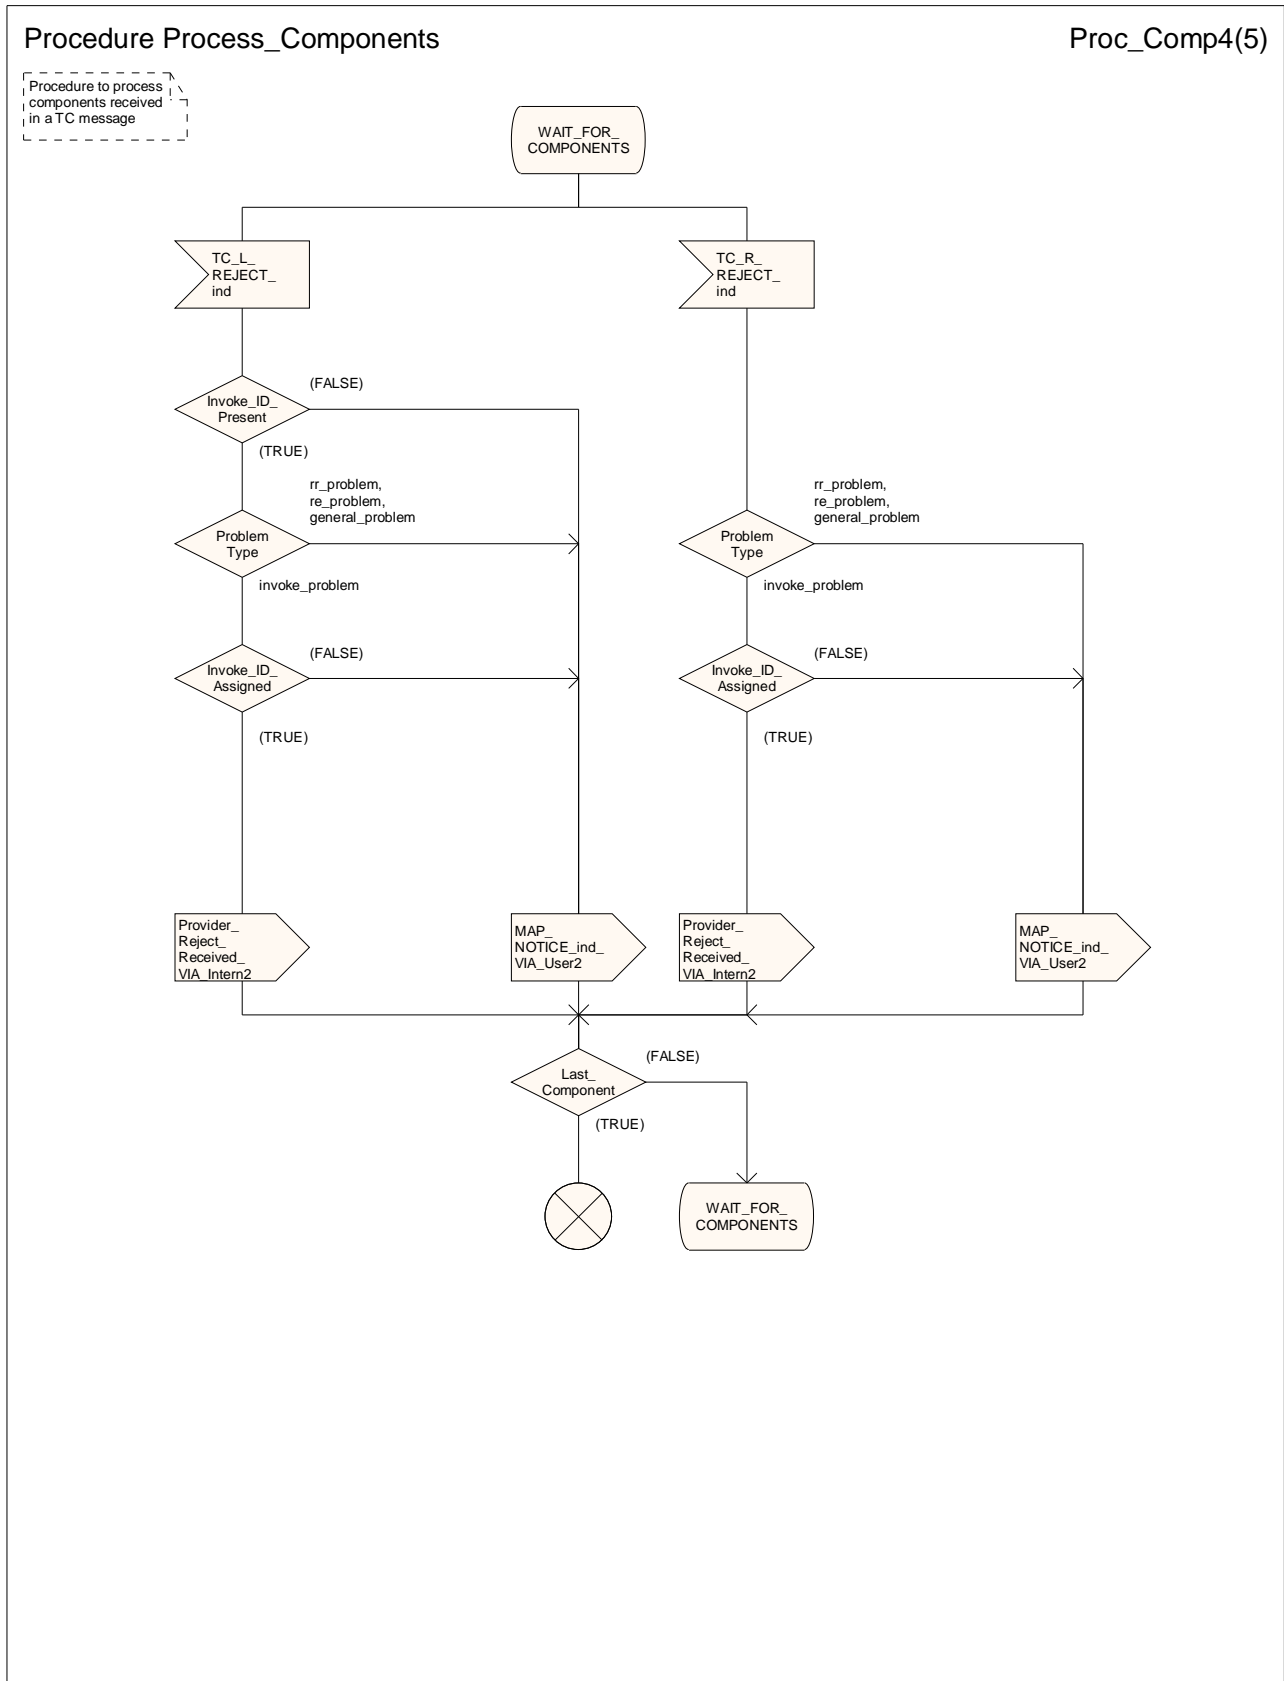 Procedure Process_Components
Proc_Comp4(5)
Procedure to process
components received
in a TC message
WAIT_FOR_
COMPONENTS
TC_L_
REJECT_
ind
TC_R_
REJECT_
ind
Invoke_ID_
Present
(FALSE)
(TRUE)
Problem
Type
rr_problem,
re_problem,
general_problem
invoke_problem
Problem
Type
rr_problem,
re_problem,
general_problem
invoke_problem
Invoke_ID_
Assigned
(FALSE)
(TRUE)
Invoke_ID_
Assigned
(FALSE)
(TRUE)
Provider_
Reject_
Received_
VIA_Intern2
MAP_
NOTICE_ind_
VIA_User2
Provider_
Reject_
Received_
VIA_Intern2
MAP_
NOTICE_ind_
VIA_User2
Last_
Component
(FALSE)
(TRUE)
WAIT_FOR_
COMPONENTS